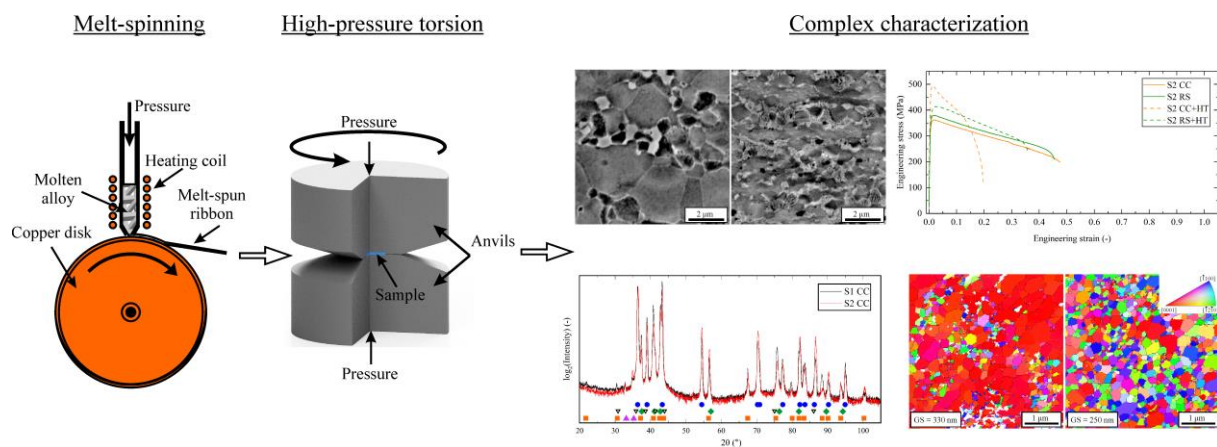 Melt-spinning
High-pressure torsion
Complex characterization
Pressure
Heating coil
Molten
alloy
Melt-spun
ribbon
Copper disk
Pressure
Anvils
Sample
Pressure
2 μm
2 μm
Engineering stress (MPa)
500
400
300
200
100
0
0.0
0.1
0.2
0.3
0.4
0.5
0.6
0.7
0.8
0.9
1.0
Engineering strain (-)
S2 CC
S2 RS
S2 CC+HT
S2 RS+HT
log₂(Intensity) (-)
S1 CC
S2 CC
20
30
40
50
60
70
80
90
100
2θ (°)
[0001]
GS = 330 nm
1 μm
GS = 250 nm
1 μm